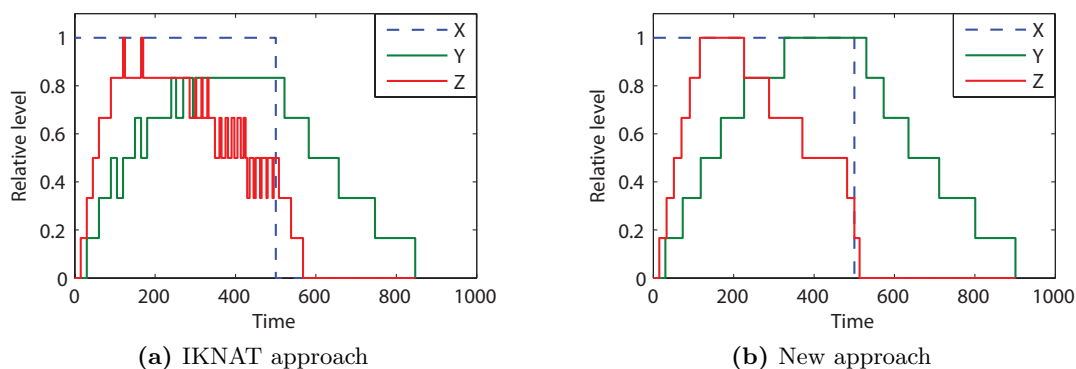 X
Y
Z
1
0.8
0.6
0.4
0.2
0
Relative level
0 200 400 600 800 1000
Time
(a) IKNAT approach
X
Y
Z
1
0.8
0.6
0.4
0.2
0
Relative level
0 200 400 600 800 1000
Time
(b) New approach